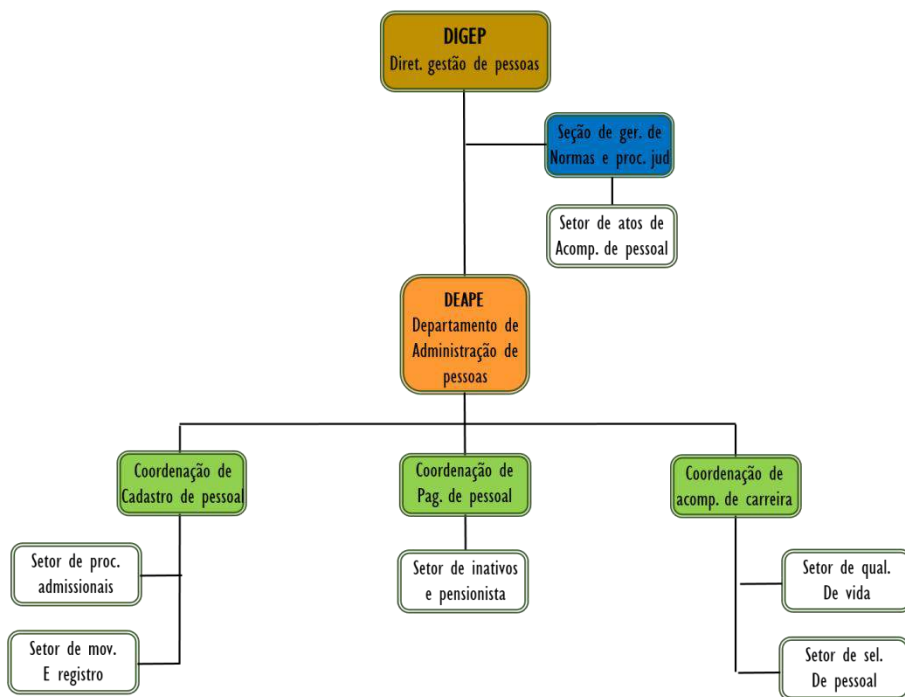 DIGEP
Diret. gestão de pessoas
Seção de ger. de
Normas e proc. jud
Setor de atos de
Acomp. de pessoal
DEAPE
Departamento de
Administração de
pessoas
Coordenação de
Cadastro de pessoal
Coordenação de
Pag. de pessoal
Coordenação de
acomp. de carreira
Setor de proc.
admissionais
Setor de inativos
e pensionista
Setor de qual.
De vida
Setor de mov.
E registro
Setor de sel.
De pessoal